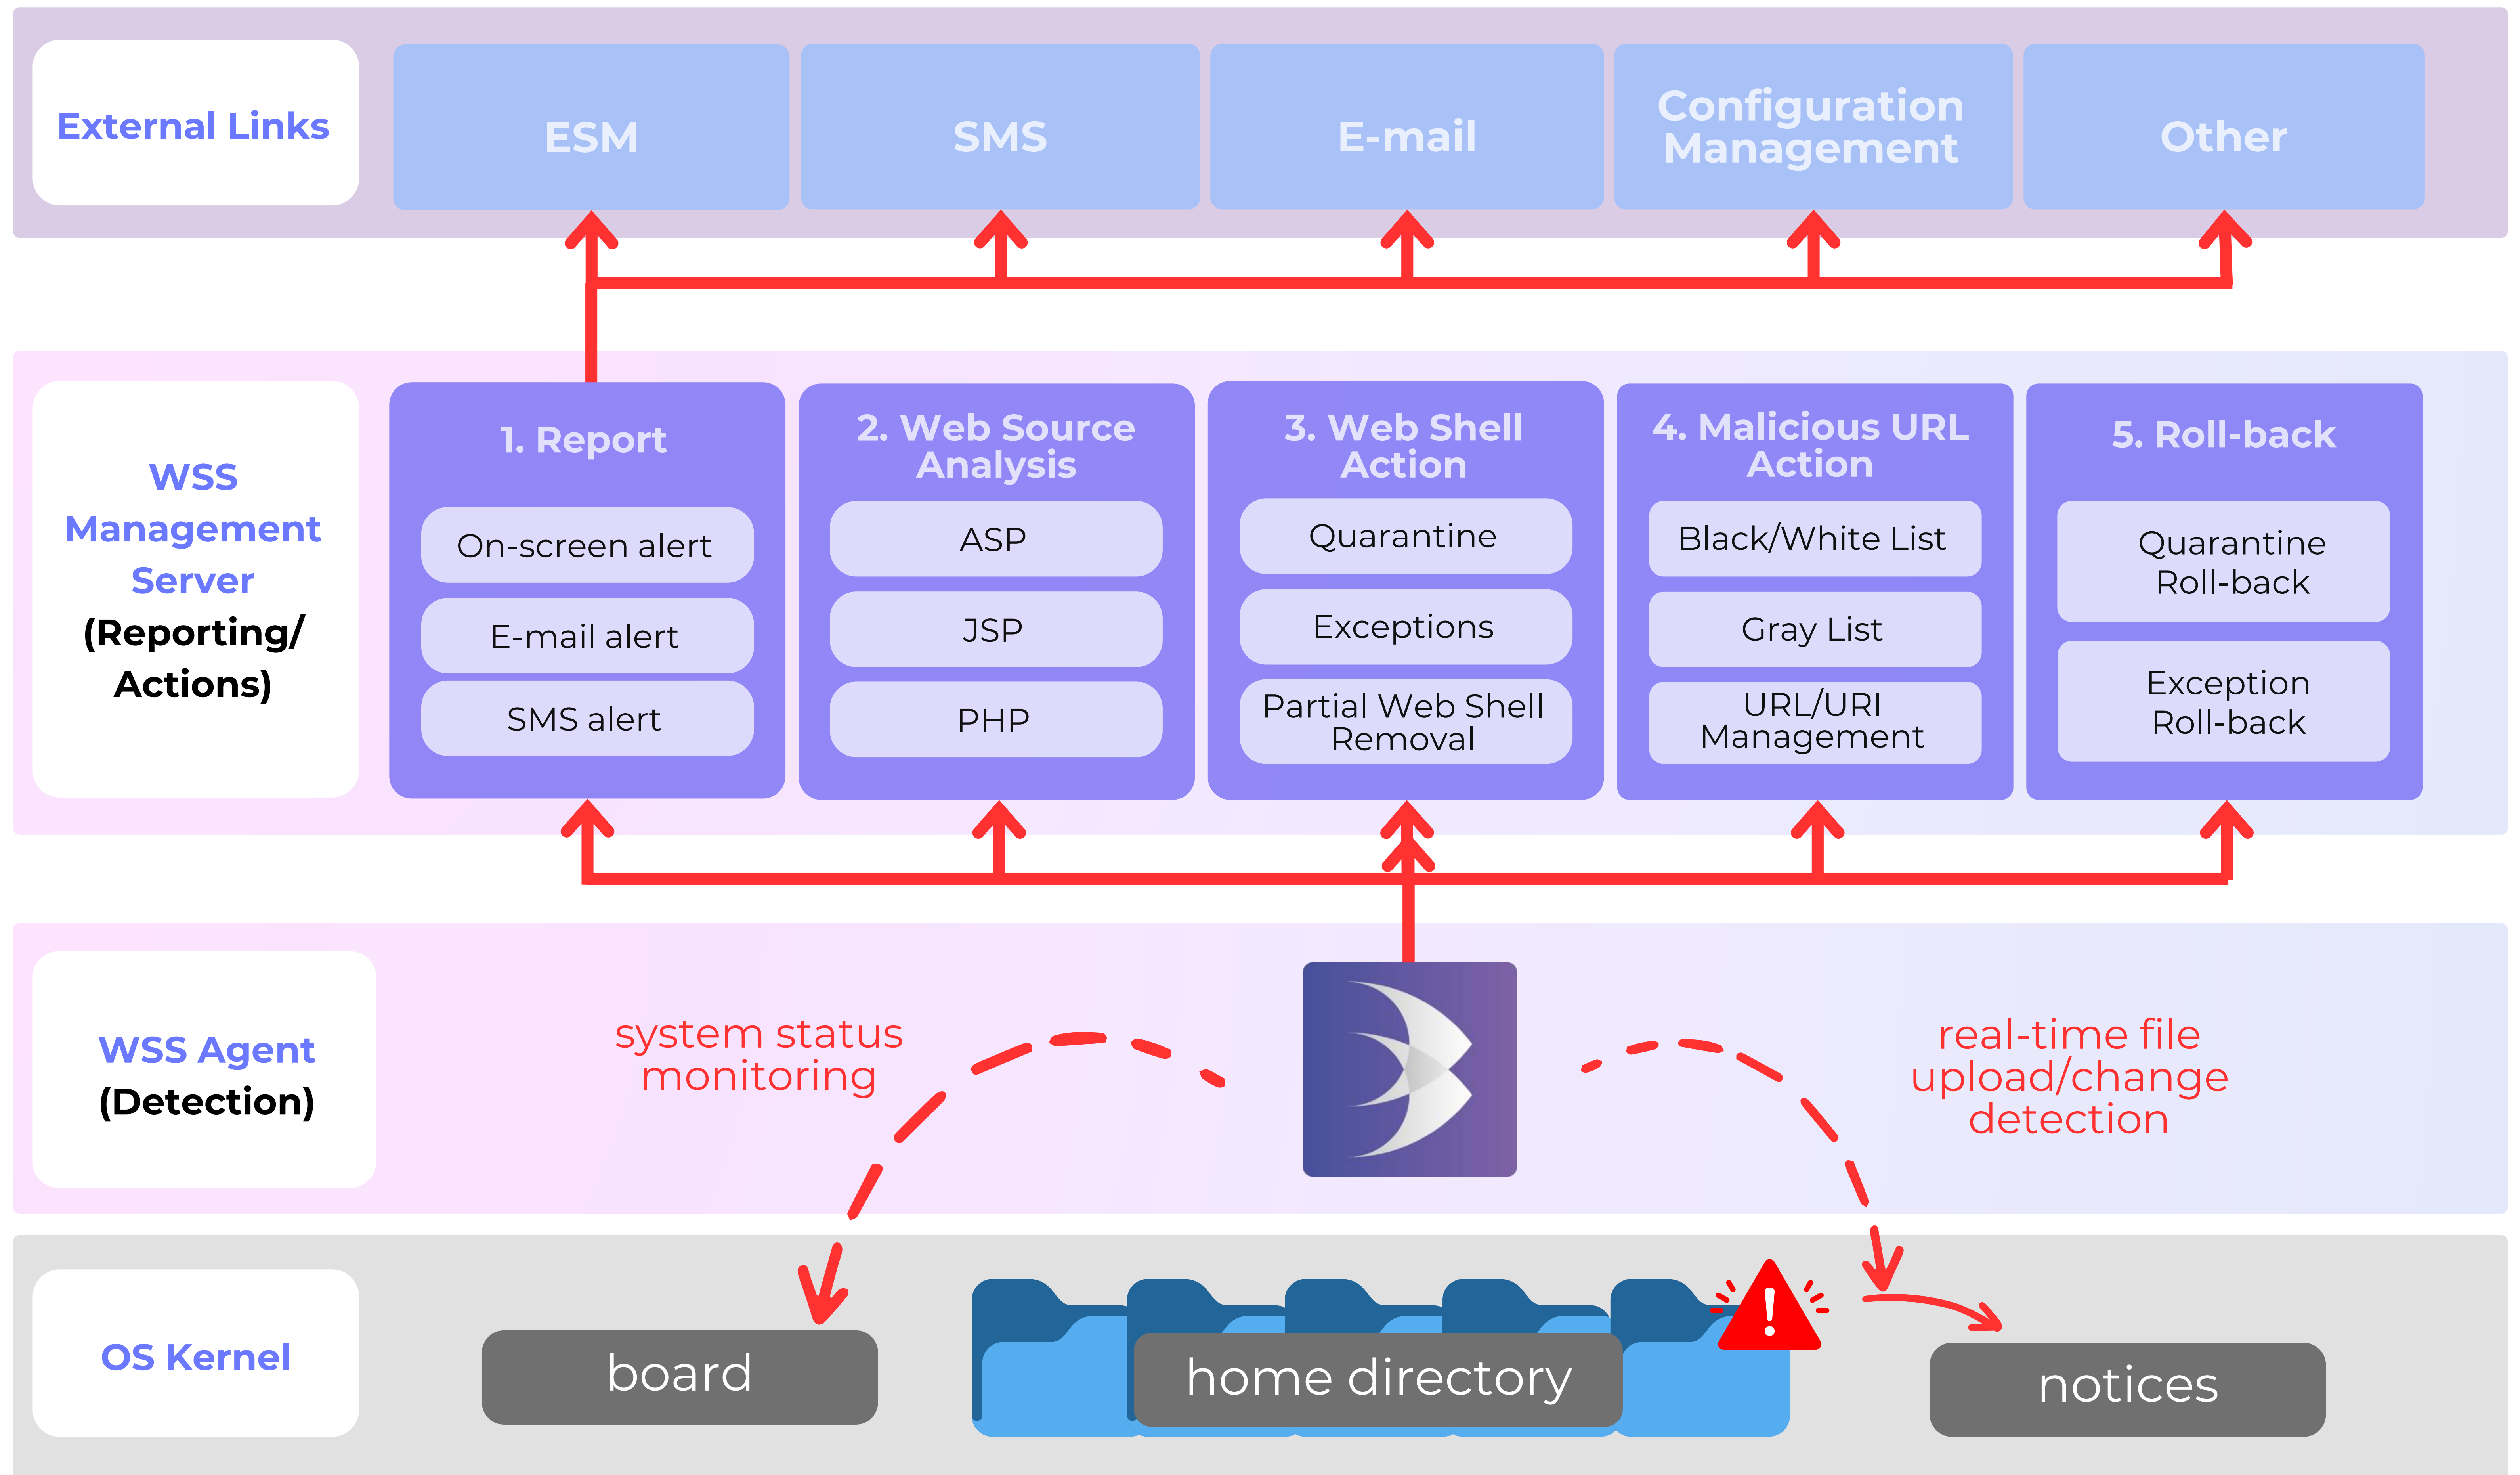 External Links
ESM
SMS
E-mail
Configuration
Management
Other
WSS
Management
Server
(Reporting/
Actions)
1. Report
On-screen alert
E-mail alert
SMS alert
2. Web Source
Analysis
ASP
JSP
PHP
3. Web Shell
Action
Quarantine
Exceptions
Partial Web Shell
Removal
4. Malicious URL
Action
Black/White List
Gray List
URL/URI
Management
5. Roll-back
Quarantine
Roll-back
Exception
Roll-back
WSS Agent
(Detection)
system status
monitoring
real-time file
upload/change
detection
OS Kernel
board
home directory
notices